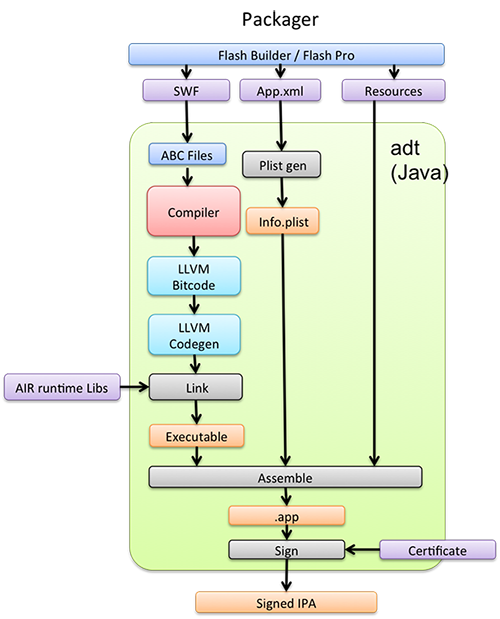 Packager
Flash Builder / Flash Pro
SWF
App.xml
Resources
adt
(Java)
ABC Files
Plist gen
Compiler
Info.plist
LLVM
Bitcode
LLVM
Codegen
AIR runtime Libs
Link
Executable
Assemble
.app
Sign
Certificate
Signed IPA